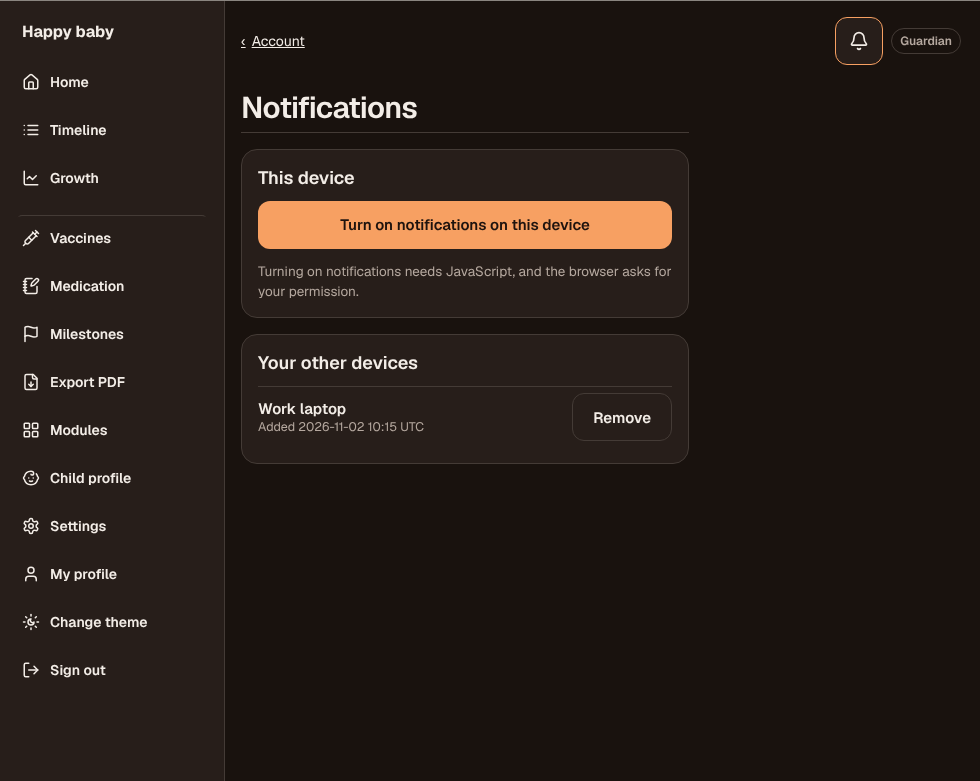 Happy baby
Home
Timeline
Growth
Vaccines
Medication
Milestones
Export PDF
Modules
Child profile
Settings
My profile
Change theme
Sign out
‹ Account
Guardian
Notifications
This device
Turn on notifications on this device
Turning on notifications needs JavaScript, and the browser asks for
your permission.
Your other devices
Work laptop
Added 2026-11-02 10:15 UTC
Remove